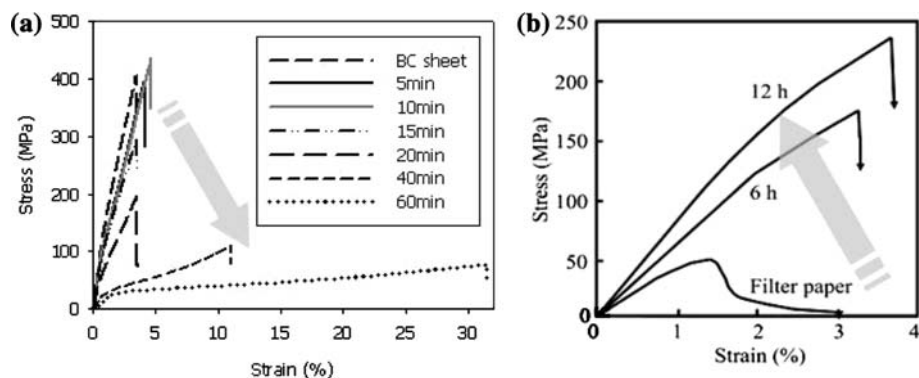 (a)
500
400
300
200
100
0
Stress (MPa)
0 5 10 15 20 25 30
Strain (%)
BC sheet
5min
10min
15min
20min
40min
60min
(b)
250
200
150
100
50
0
Stress (MPa)
12 h
6 h
Filter paper
0 1 2 3 4
Strain (%)